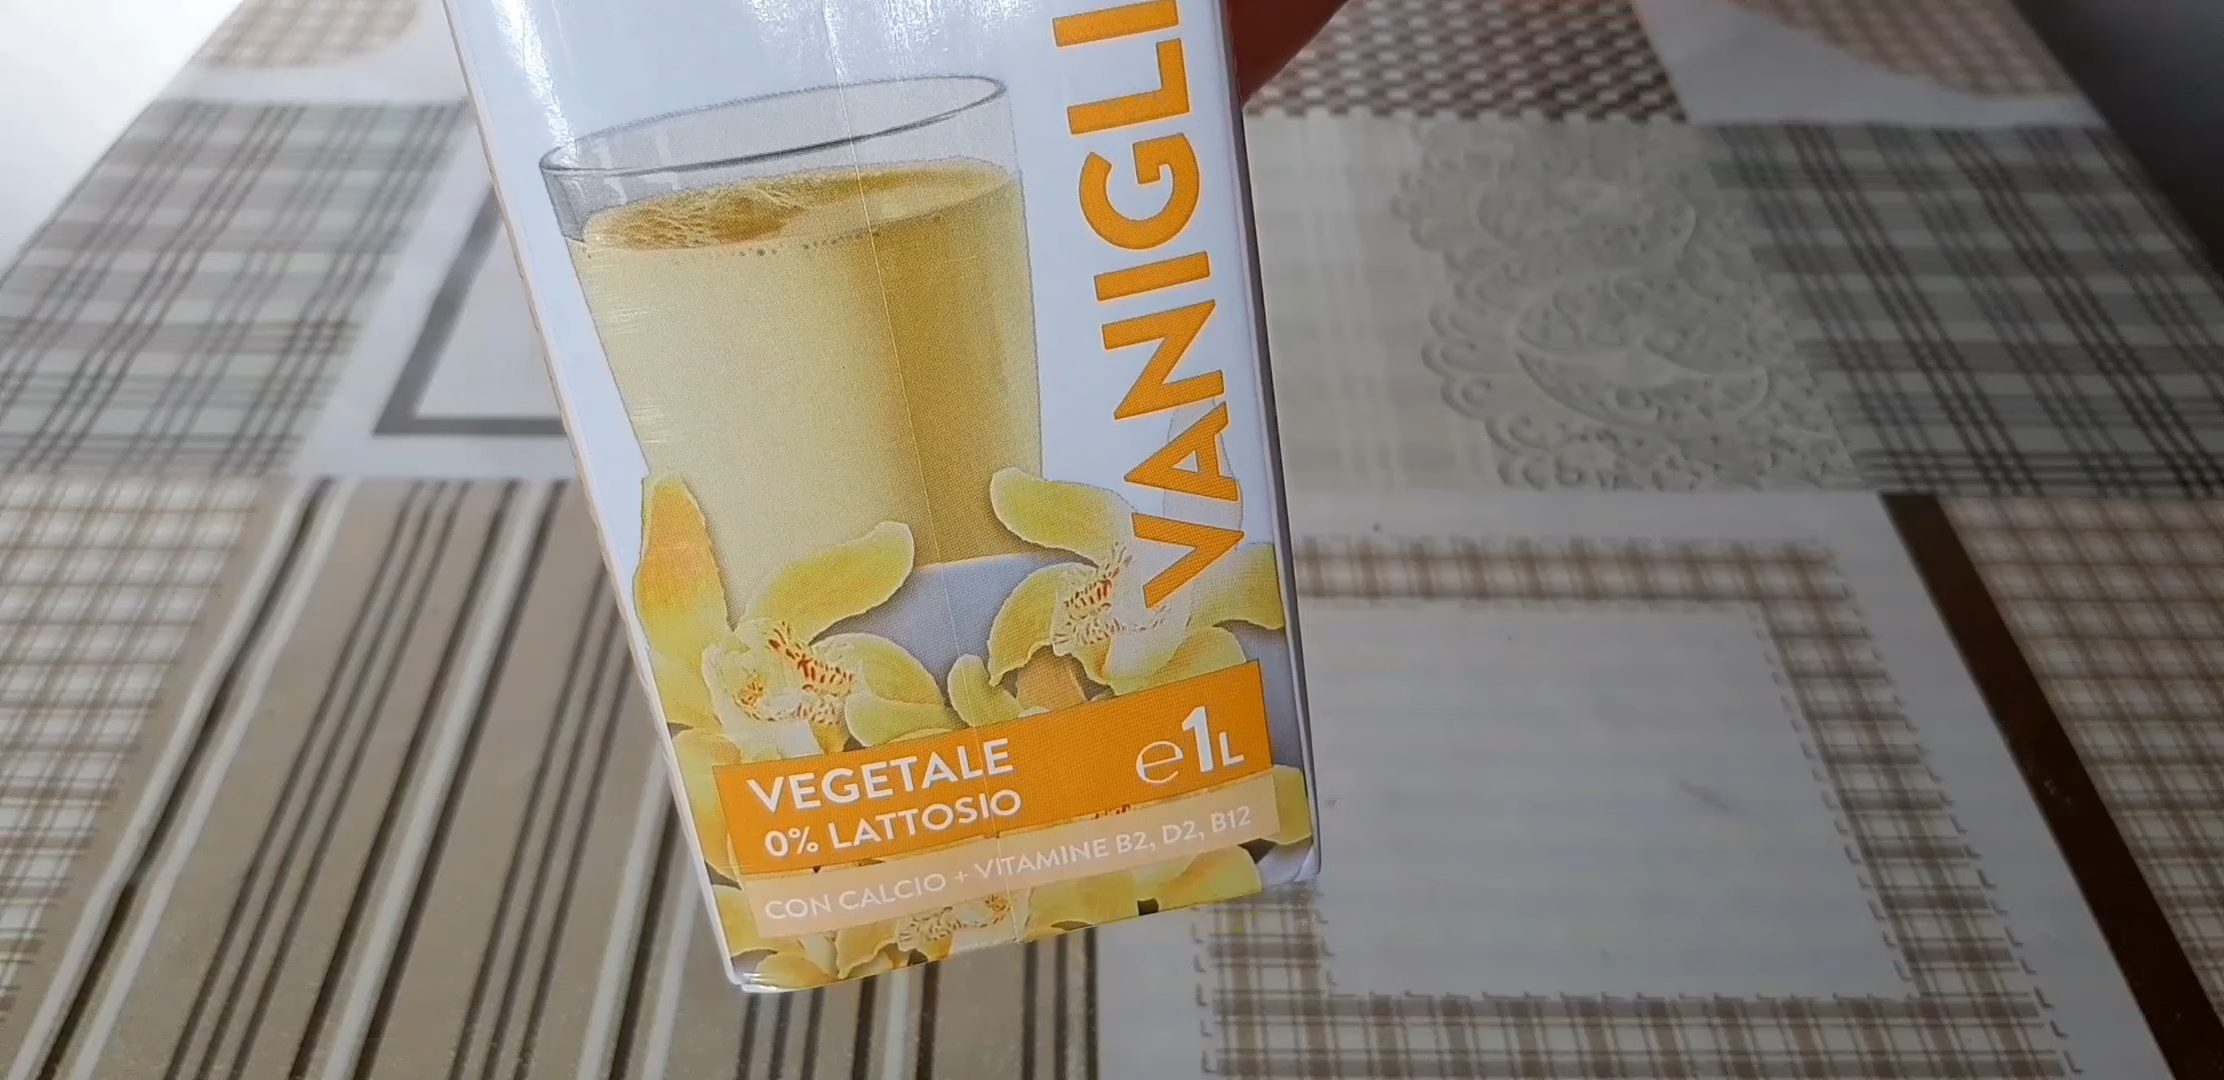 VANIGLI
VEGETALE
0% LATTOSIO
e1L
CON CALCIO + VITAMINE B2, D2, B12